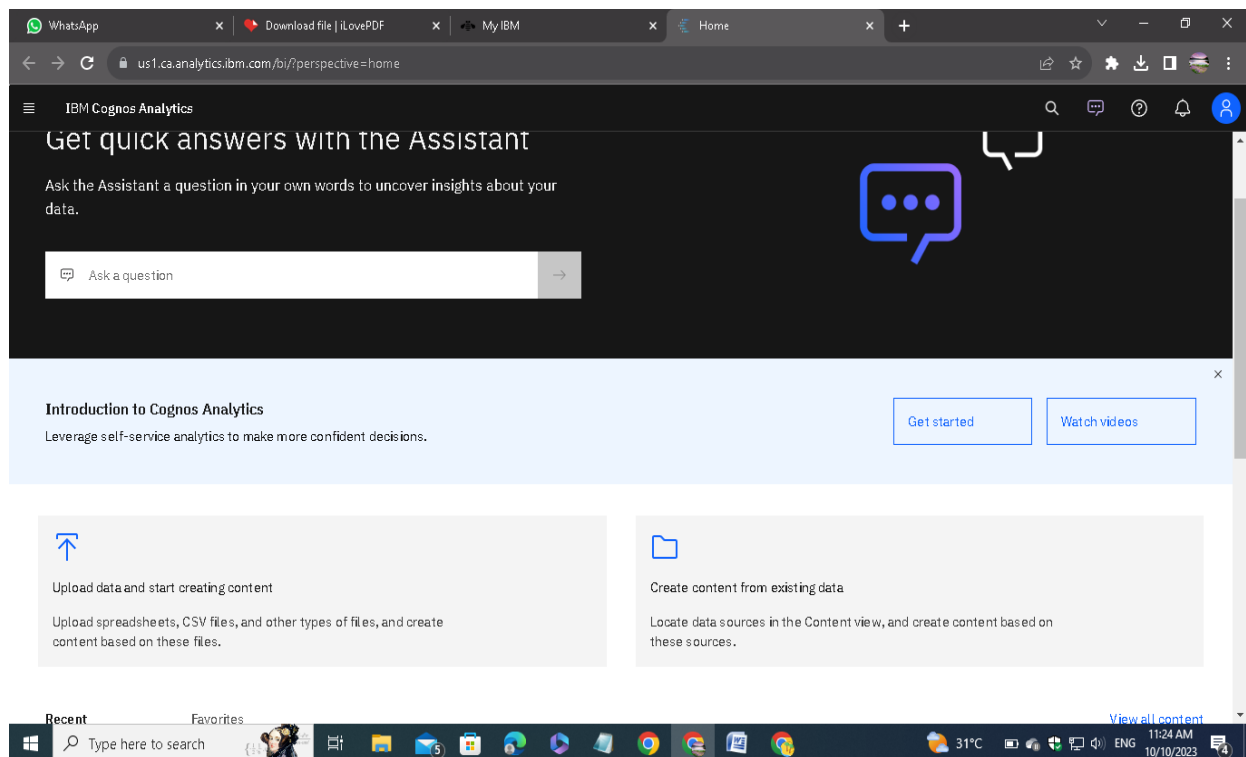 WhatsApp
Download file | iLovePDF
My IBM
Home
us1.ca.analytics.ibm.com/bi/?perspective=home
IBM Cognos Analytics
Get quick answers with the Assistant
Ask the Assistant a question in your own words to uncover insights about your
data.
Ask a question
Introduction to Cognos Analytics
Leverage self-service analytics to make more confident decisions.
Get started
Watch videos
Upload data and start creating content
Upload spreadsheets, CSV files, and other types of files, and create
content based on these files.
Create content from existing data
Locate data sources in the Content view, and create content based on
these sources.
Recent
Favorites
View all content
Type here to search
5
31°C
ENG
11:24 AM
10/10/2023
4